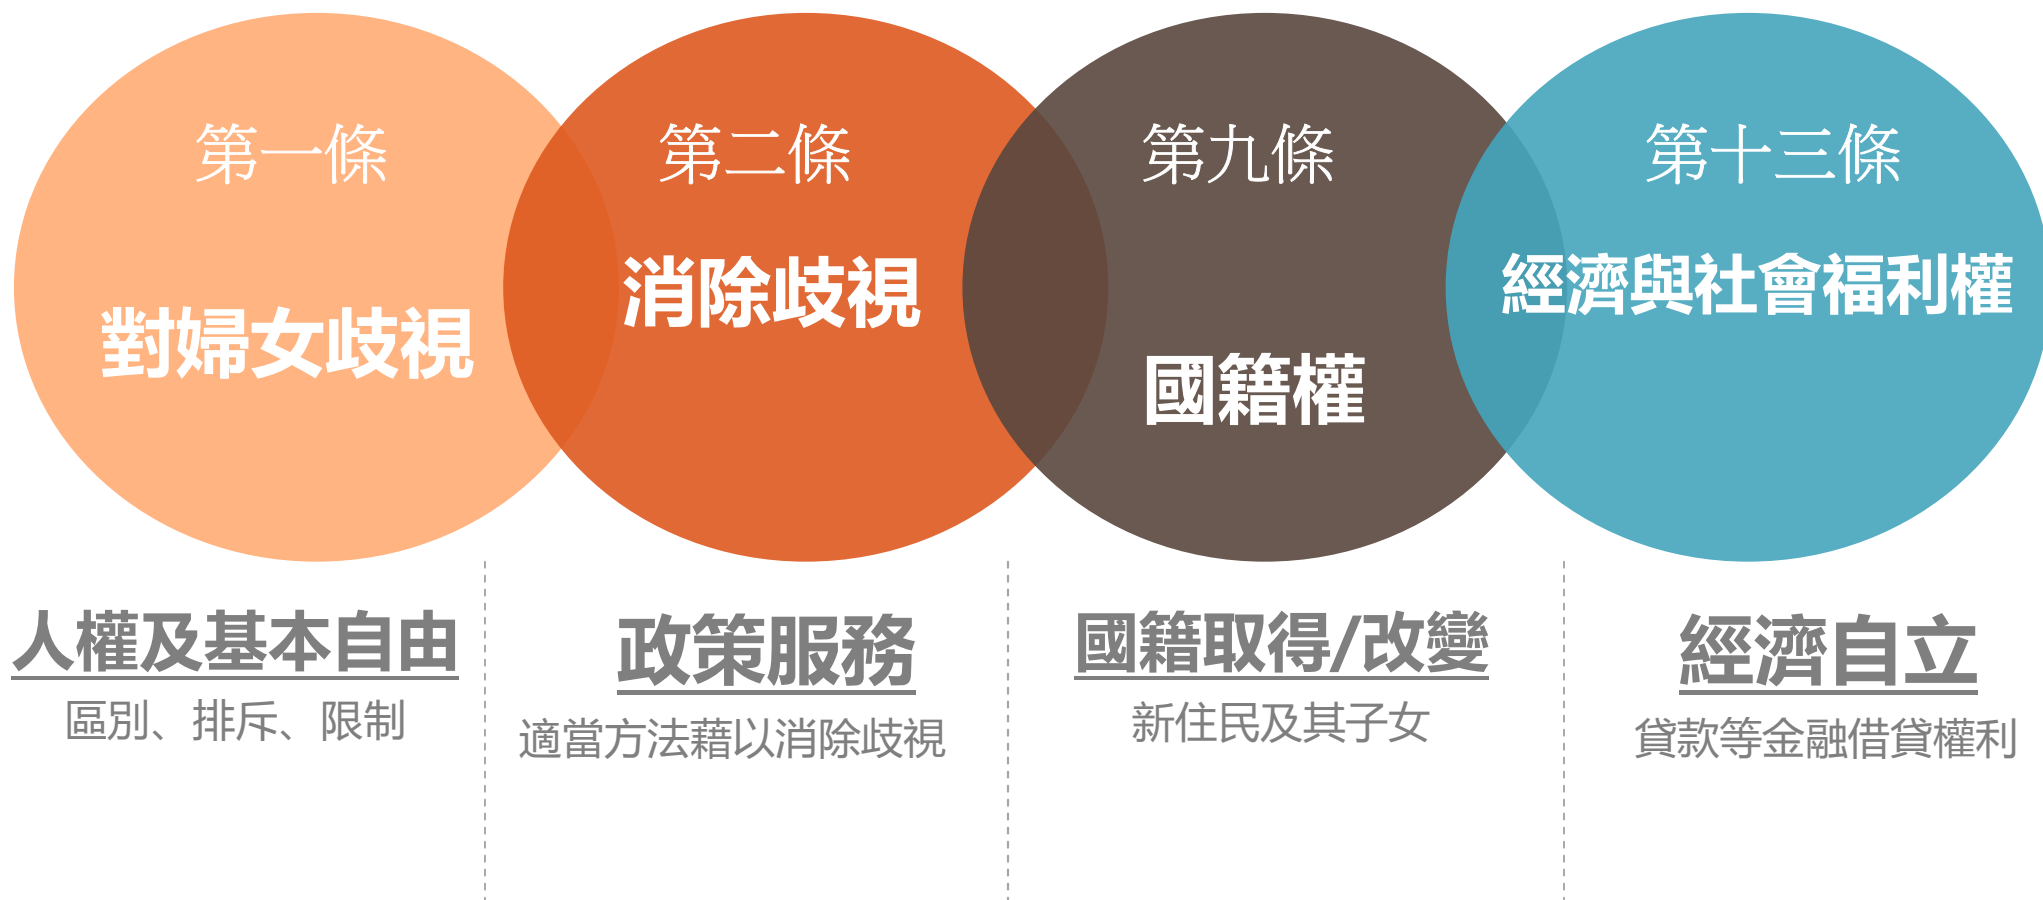 第一條
對婦女歧視
第二條
消除歧視
第九條
國籍權
第十三條
經濟與社會福利權
人權及基本自由
區別、排斥、限制
政策服務
適當方法藉以消除歧視
國籍取得/改變
新住民及其子女
經濟自立
貸款等金融借貸權利